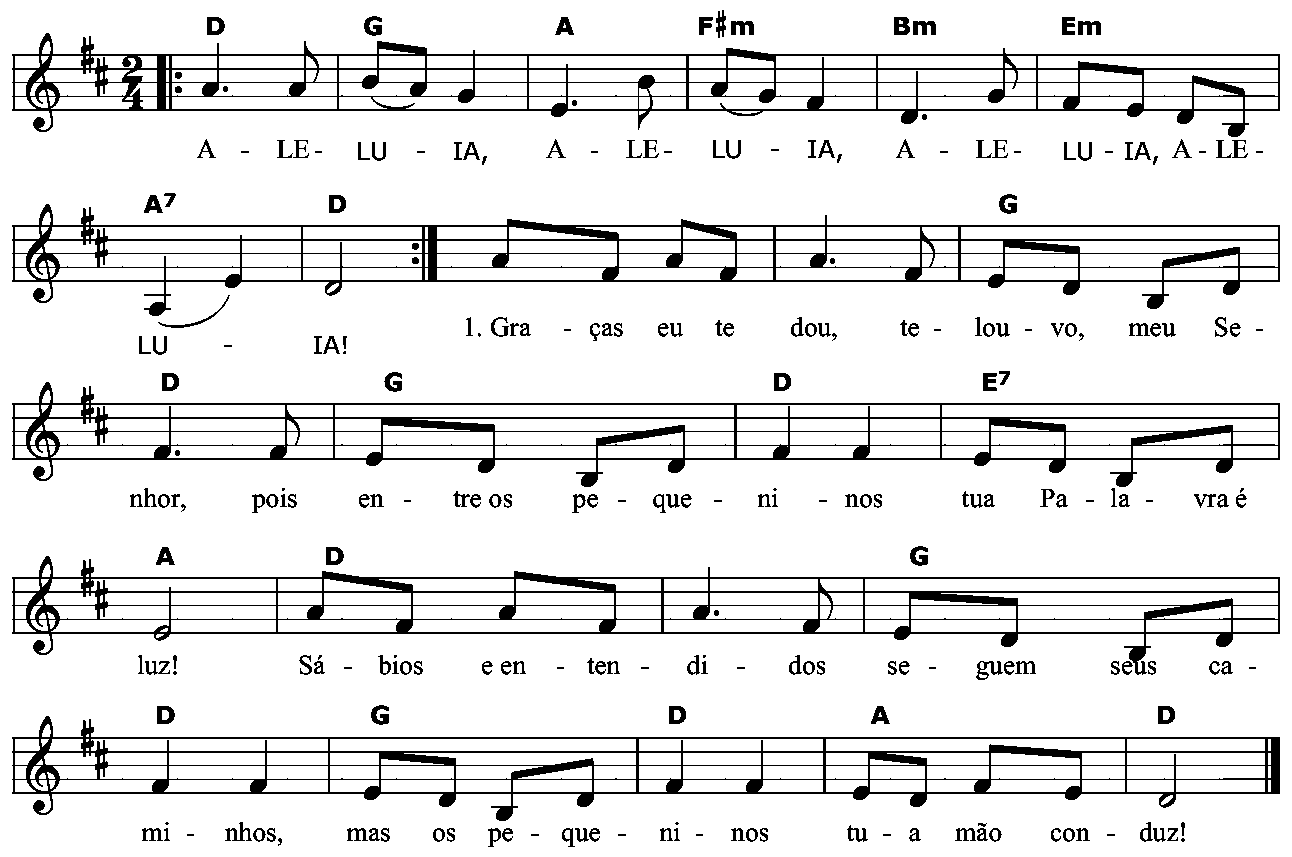 D G A F#m Bm Em
2
4
A - LE - LU - IA, A - LE - LU - IA, A - LE - LU - IA, A - LE -
A7 D G
LU - IA! 1. Gra - ças eu te dou, te - lou - vo, meu Se -
D G D E7
nhor, pois en - tre os pe - que - ni - nos tua Pa - la - vra é
A D G
luz! Sá - bios e en - ten - di - dos se - guem seus ca -
D G D A D
mi - nhos, mas os pe - que - ni - nos tu - a mão con - duz!